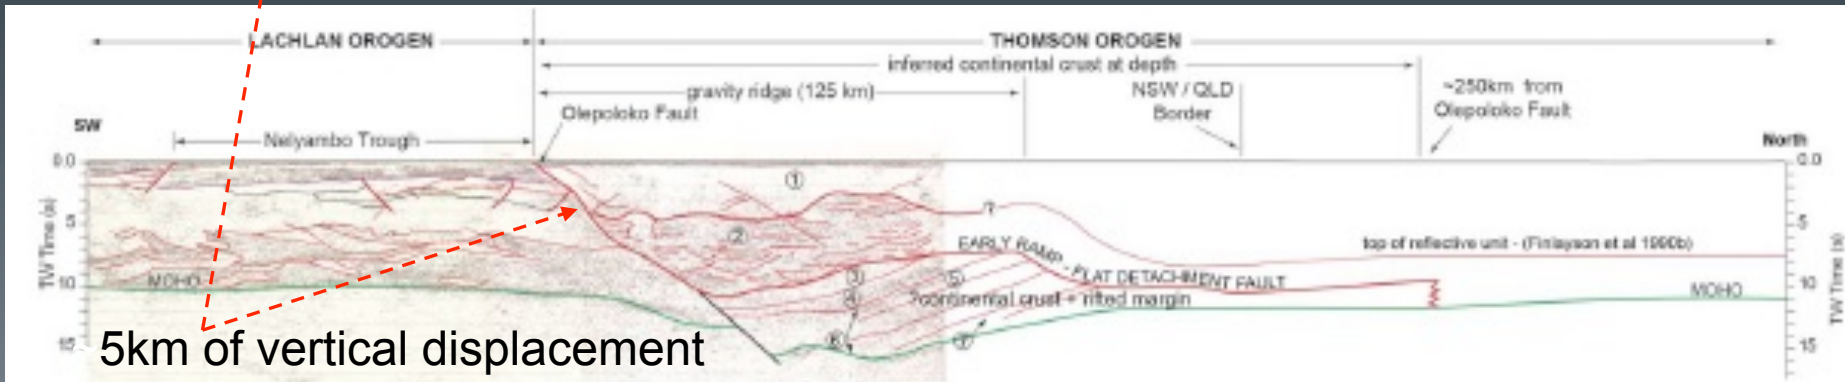 LACHLAN OROGEN
THOMSON OROGEN
inferred continental crust at depth
gravity ridge (125 km)
NSW / QLD
Border
~250km from
Olepoloko Fault
Olepoloko Fault
SW
North
Nelyambo Trough
0.0
0.0
1
5
2
?
5
TW Time (s)
TW Time (s)
EARLY RAMP - FLAT DETACHMENT FAULT
top of reflective unit - (Finlayson et al 1990b)
MOHO
3
5
10
4
?continental crust + rifted margin
MOHO
10
15
6
7
15
5km of vertical displacement